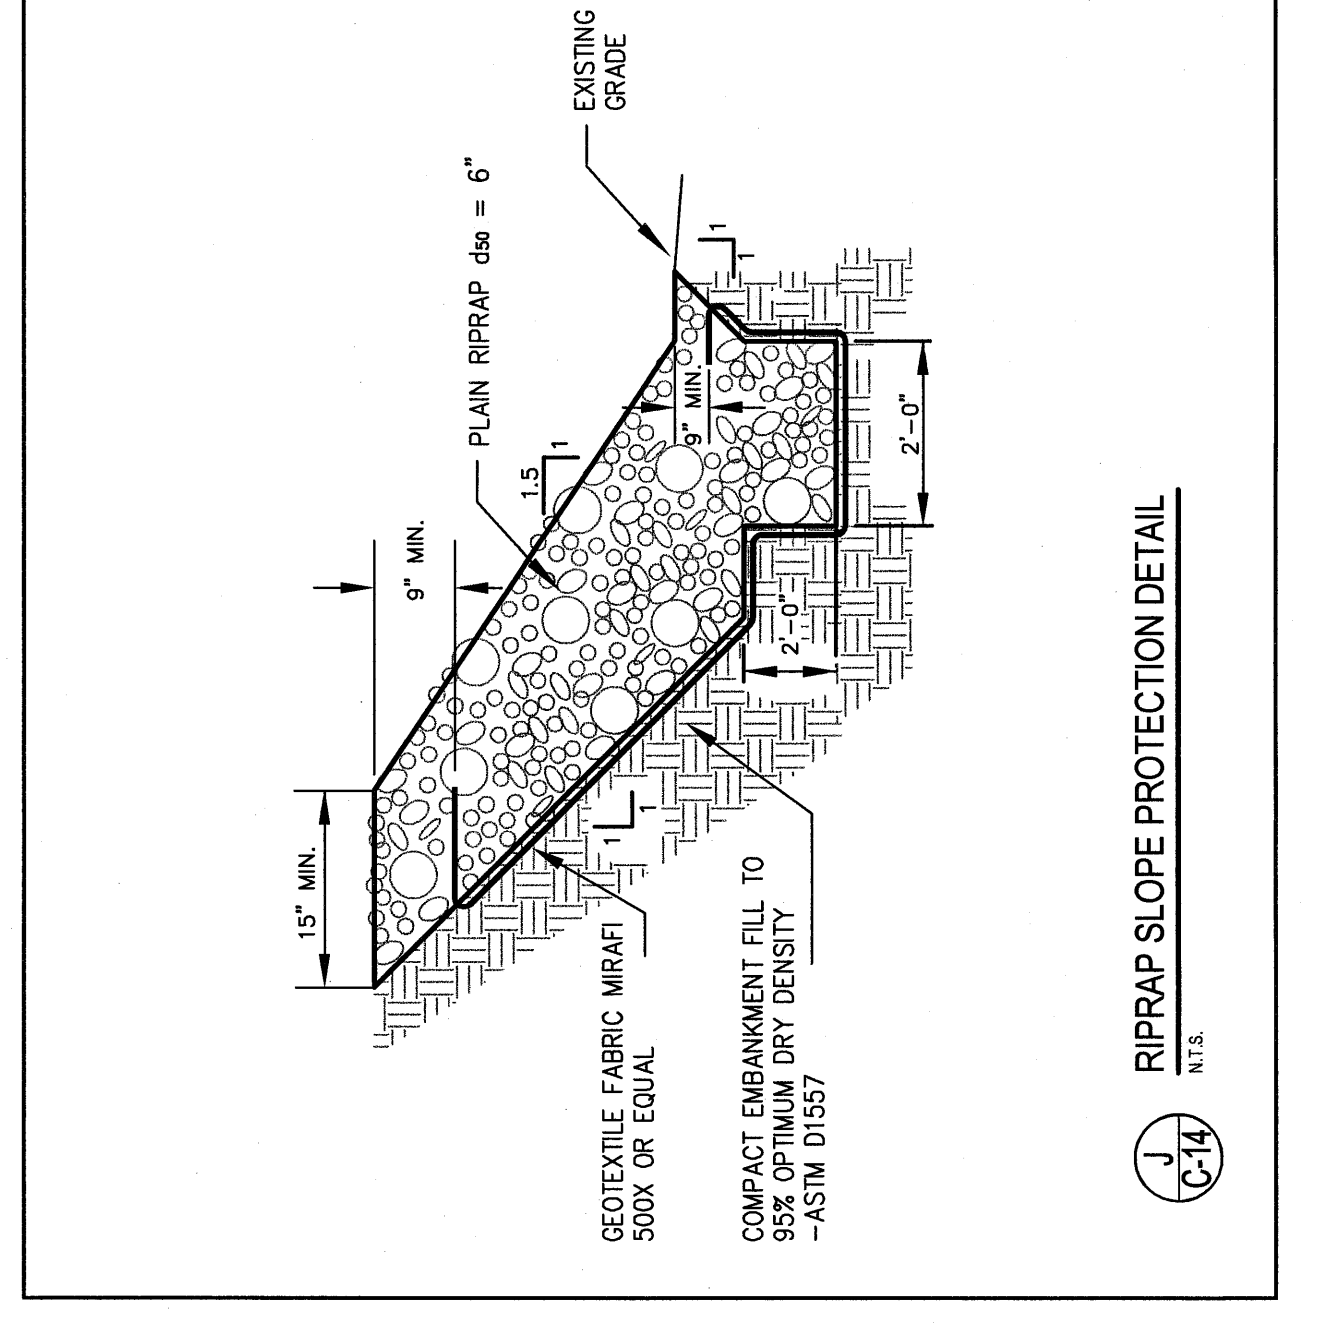 EXISTING
GRADE
PLAIN RIPRAP d50 = 6"
15" MIN.
9" MIN.
1.5
1
9" MIN.
1
1
1
1
2'-0"
2'-0"
GEOTEXTILE FABRIC MIRAFI
500X OR EQUAL
COMPACT EMBANKMENT FILL TO
95% OPTIMUM DRY DENSITY
-ASTM D1557
J
C-14
RIPRAP SLOPE PROTECTION DETAIL
N.T.S.